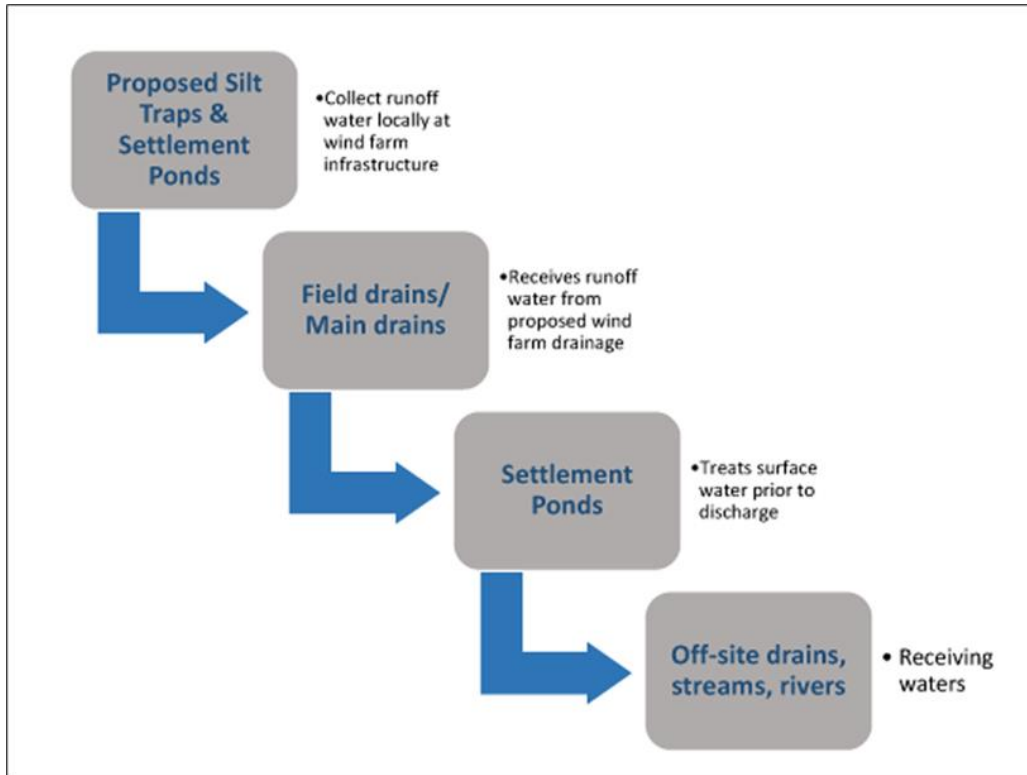 Proposed Silt
Traps &
Settlement
Ponds
•Collect runoff
water locally at
wind farm
infrastructure
Field drains/
Main drains
•Receives runoff
water from
proposed wind
farm drainage
Settlement
Ponds
•Treats surface
water prior to
discharge
Off-site drains,
streams, rivers
• Receiving
waters